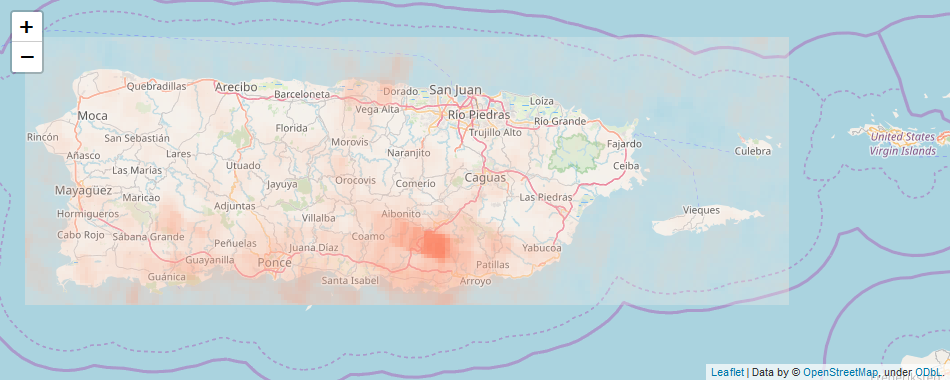 +
−
Quebradillas
Arecibo
Barceloneta
Dorado
San Juan
Loiza
Moca
Vega Alta
Río Piedras
Río Grande
Rincón
San Sebastián
Florida
Morovis
Trujillo Alto
Fajardo
United States
Virgin Islands
Añasco
Lares
Naranjito
Culebra
Las Marías
Utuado
Ceiba
Mayagüez
Jayuya
Orocovis
Comerio
Caguas
Maricao
Las Piedras
Hormigueros
Adjuntas
Villalba
Aibonito
Vieques
Cabo Rojo
Sábana Grande
Peñuelas
Juana Díaz
Coamo
Yabucoa
Guayanilla
Ponce
Patillas
Guánica
Santa Isabel
Arroyo
Leaflet | Data by © OpenStreetMap, under ODbL.